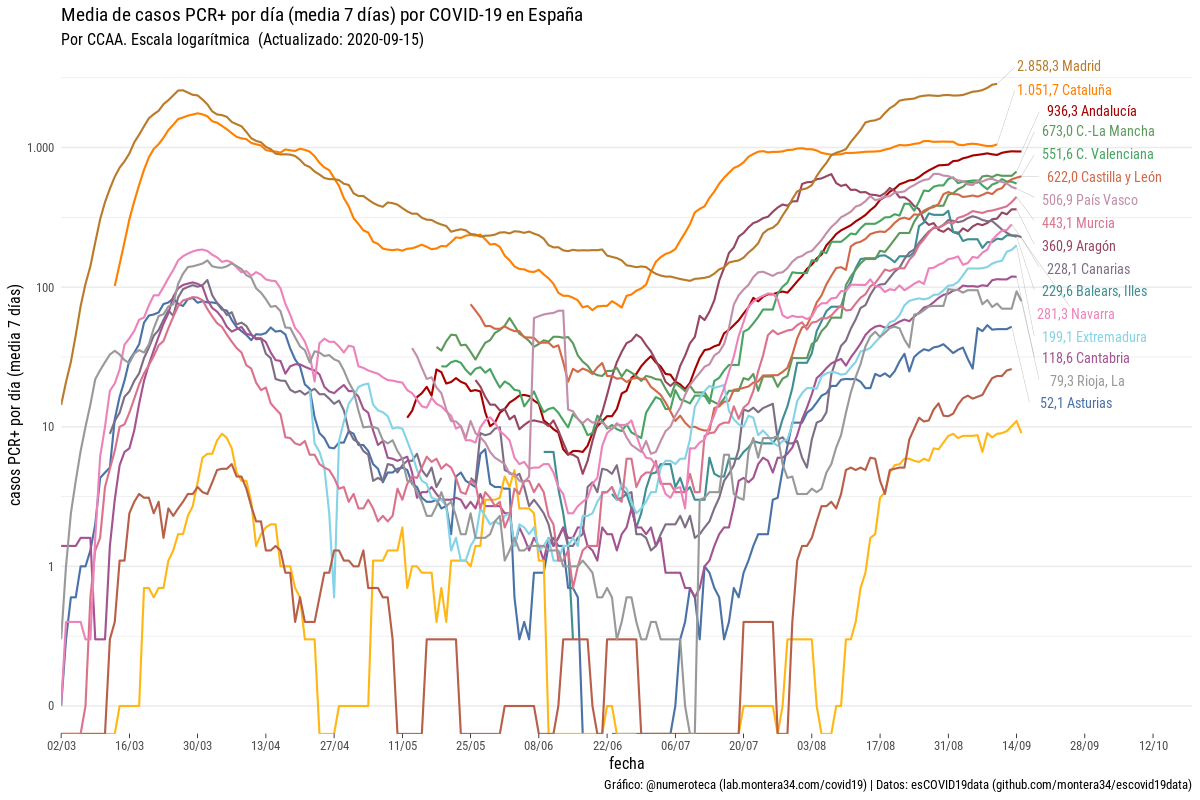 Media de casos PCR+ por día (media 7 días) por COVID-19 en España
Por CCAA. Escala logarítmica  (Actualizado: 2020-09-15)
casos PCR+ por día (media 7 días)
1.000
100
10
1
0
2.858,3 Madrid
1.051,7 Cataluña
936,3 Andalucía
673,0 C.-La Mancha
551,6 C. Valenciana
622,0 Castilla y León
506,9 País Vasco
443,1 Murcia
360,9 Aragón
228,1 Canarias
229,6 Balears, Illes
281,3 Navarra
199,1 Extremadura
118,6 Cantabria
79,3 Rioja, La
52,1 Asturias
02/03 16/03 30/03 13/04 27/04 11/05 25/05 08/06 22/06 06/07 20/07 03/08 17/08 31/08 14/09 28/09 12/10
fecha
Gráfico: @numeroteca (lab.montera34.com/covid19) | Datos: esCOVID19data (github.com/montera34/escovid19data)